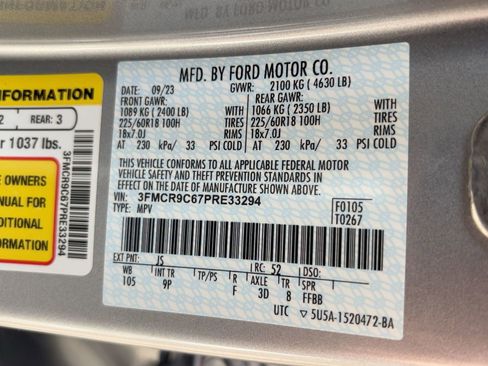 MFD. BY FORD MOTOR CO.
DATE: 09/23 GVWR: 2100 KG ( 4630 LB)
FRONT GAWR: REAR GAWR:
1089 KG ( 2400 LB) 1066 KG ( 2350 LB)
225/60R18 100H TIRES 225/60R18 100H TIRES
18x7.0J RIMS 18x7.0J RIMS
AT 230 kPa/ 33 PSI COLD AT 230 kPa/ 33 PSI COLD
THIS VEHICLE CONFORMS TO ALL APPLICABLE FEDERAL MOTOR
VEHICLE SAFETY AND THEFT PREVENTION STANDARDS IN
EFFECT ON THE DATE OF MANUFACTURE SHOWN ABOVE.
VIN: 3FMCR9C67PRE33294 F0105
TYPE: MPV T0267
EXT PNT: JS RC: 52 DSO:
WB INT TR TP/PS R AXLE TR SPR
105 9P F 3D 8 FFBB
UTC ▽5U5A-1520472-BA
INFORMATION
2 REAR: 3
r 1037 lbs.
E OWNERS
ANUAL FOR
DDITIONAL
FORMATION
3FMCR9C67PRE33294